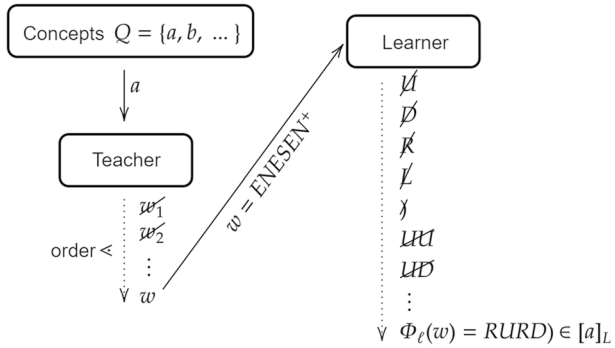 Concepts Q = {a, b, ... }
a
Teacher
w₁
w₂
order ⋖
⋮
w
w = ENESEN⁺
Learner
U
D
R
L
)
UU
UD
⋮
Φℓ(w) = RURD) ∈ [a]L